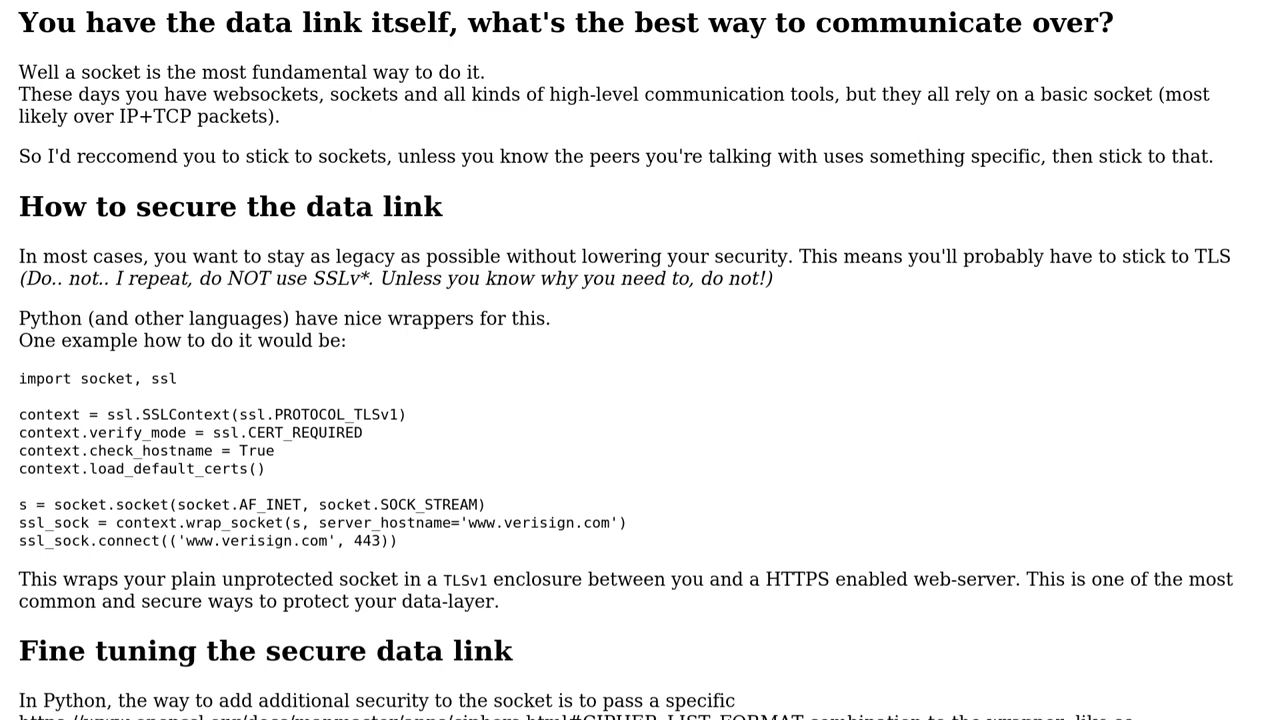 You have the data link itself, what's the best way to communicate over?
Well a socket is the most fundamental way to do it.
These days you have websockets, sockets and all kinds of high-level communication tools, but they all rely on a basic socket (most
likely over IP+TCP packets).
So I'd reccomend you to stick to sockets, unless you know the peers you're talking with uses something specific, then stick to that.
How to secure the data link
In most cases, you want to stay as legacy as possible without lowering your security. This means you'll probably have to stick to TLS
(Do.. not.. I repeat, do NOT use SSLv*. Unless you know why you need to, do not!)
Python (and other languages) have nice wrappers for this.
One example how to do it would be:
import socket, ssl
context = ssl.SSLContext(ssl.PROTOCOL_TLSv1)
context.verify_mode = ssl.CERT_REQUIRED
context.check_hostname = True
context.load_default_certs()
s = socket.socket(socket.AF_INET, socket.SOCK_STREAM)
ssl_sock = context.wrap_socket(s, server_hostname='www.verisign.com')
ssl_sock.connect(('www.verisign.com', 443))
This wraps your plain unprotected socket in a TLSv1 enclosure between you and a HTTPS enabled web-server. This is one of the most
common and secure ways to protect your data-layer.
Fine tuning the secure data link
In Python, the way to add additional security to the socket is to pass a specific